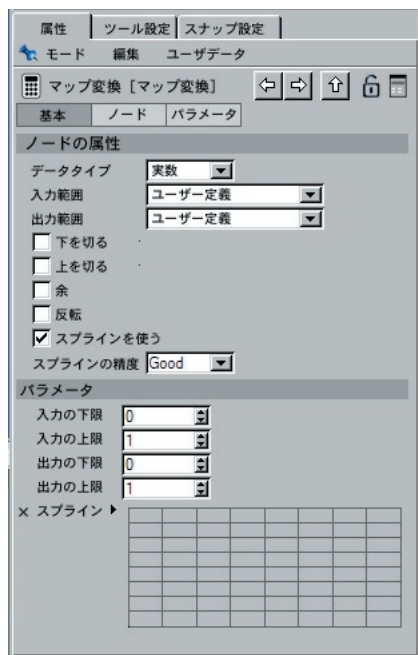 属性 ツール設定 スナップ設定
モード 編集 ユーザデータ
マップ変換 [マップ変換]
基本 ノード パラメータ
ノードの属性
データタイプ 実数
入力範囲 ユーザー定義
出力範囲 ユーザー定義
下を切る
上を切る
余
反転
スプラインを使う
スプラインの精度 Good
パラメータ
入力の下限 0
入力の上限 1
出力の下限 0
出力の上限 1
× スプライン